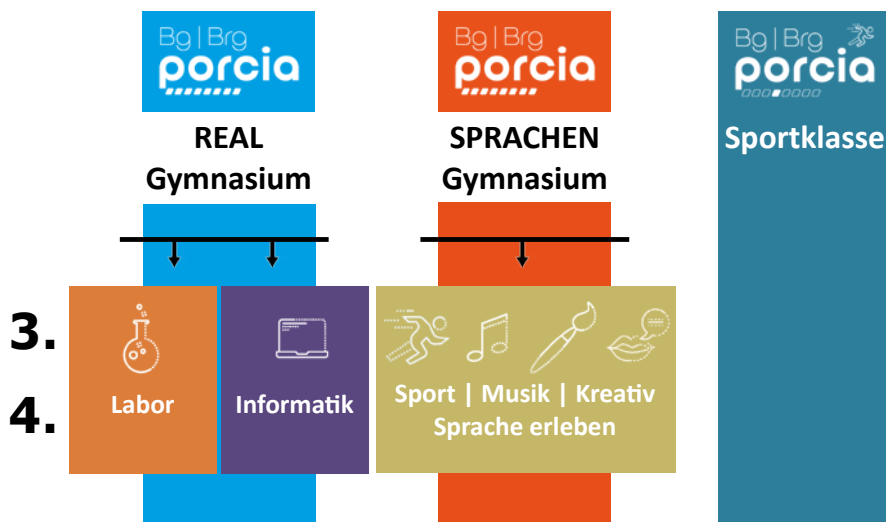 Bg|Brg
porcia
REAL
Gymnasium
Bg|Brg
porcia
SPRACHEN
Gymnasium
Bg|Brg
porcia
Sportklasse
3.
4.
Labor
Informatik
Sport | Musik | Kreativ
Sprache erleben